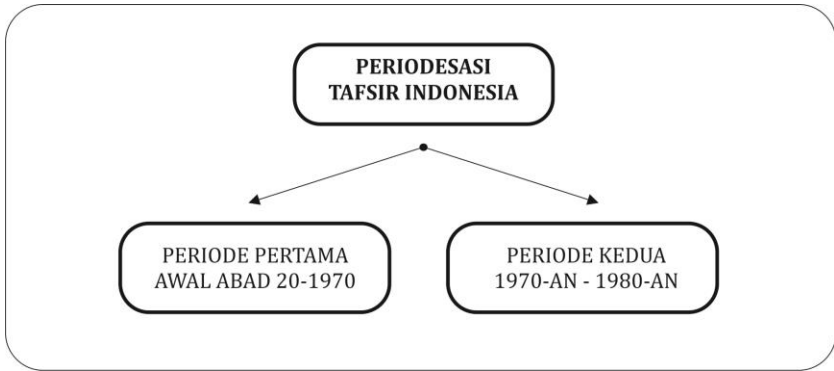 PERIODESASI
TAFSIR INDONESIA
PERIODE PERTAMA
AWAL ABAD 20-1970
PERIODE KEDUA
1970-AN - 1980-AN